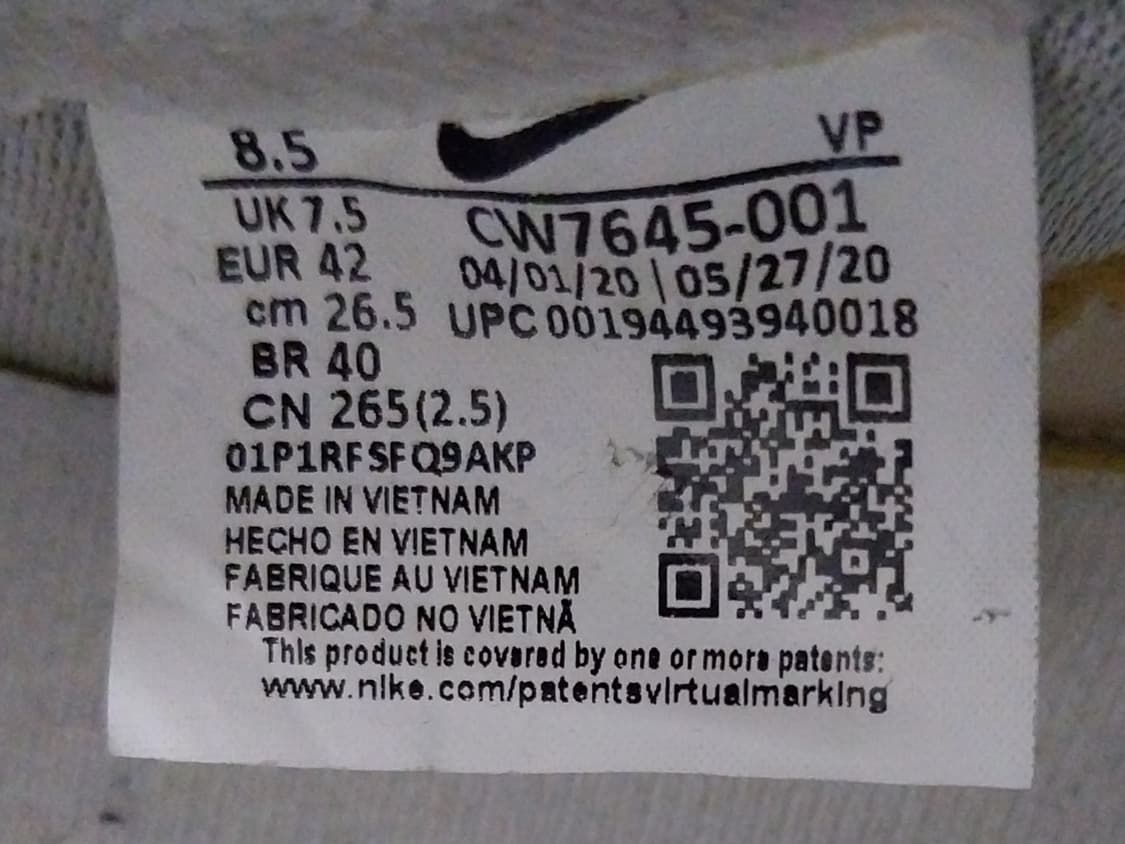 8.5 VP
UK 7.5 CW7645-001
EUR 42 04/01/20 \ 05/27/20
cm 26.5 UPC 00194493940018
BR 40
CN 265(2.5)
01P1RFSFQ9AKP
MADE IN VIETNAM
HECHO EN VIETNAM
FABRIQUE AU VIETNAM
FABRICADO NO VIETNÃ
This product is covered by one or more patents:
www.nike.com/patentsvirtualmarking